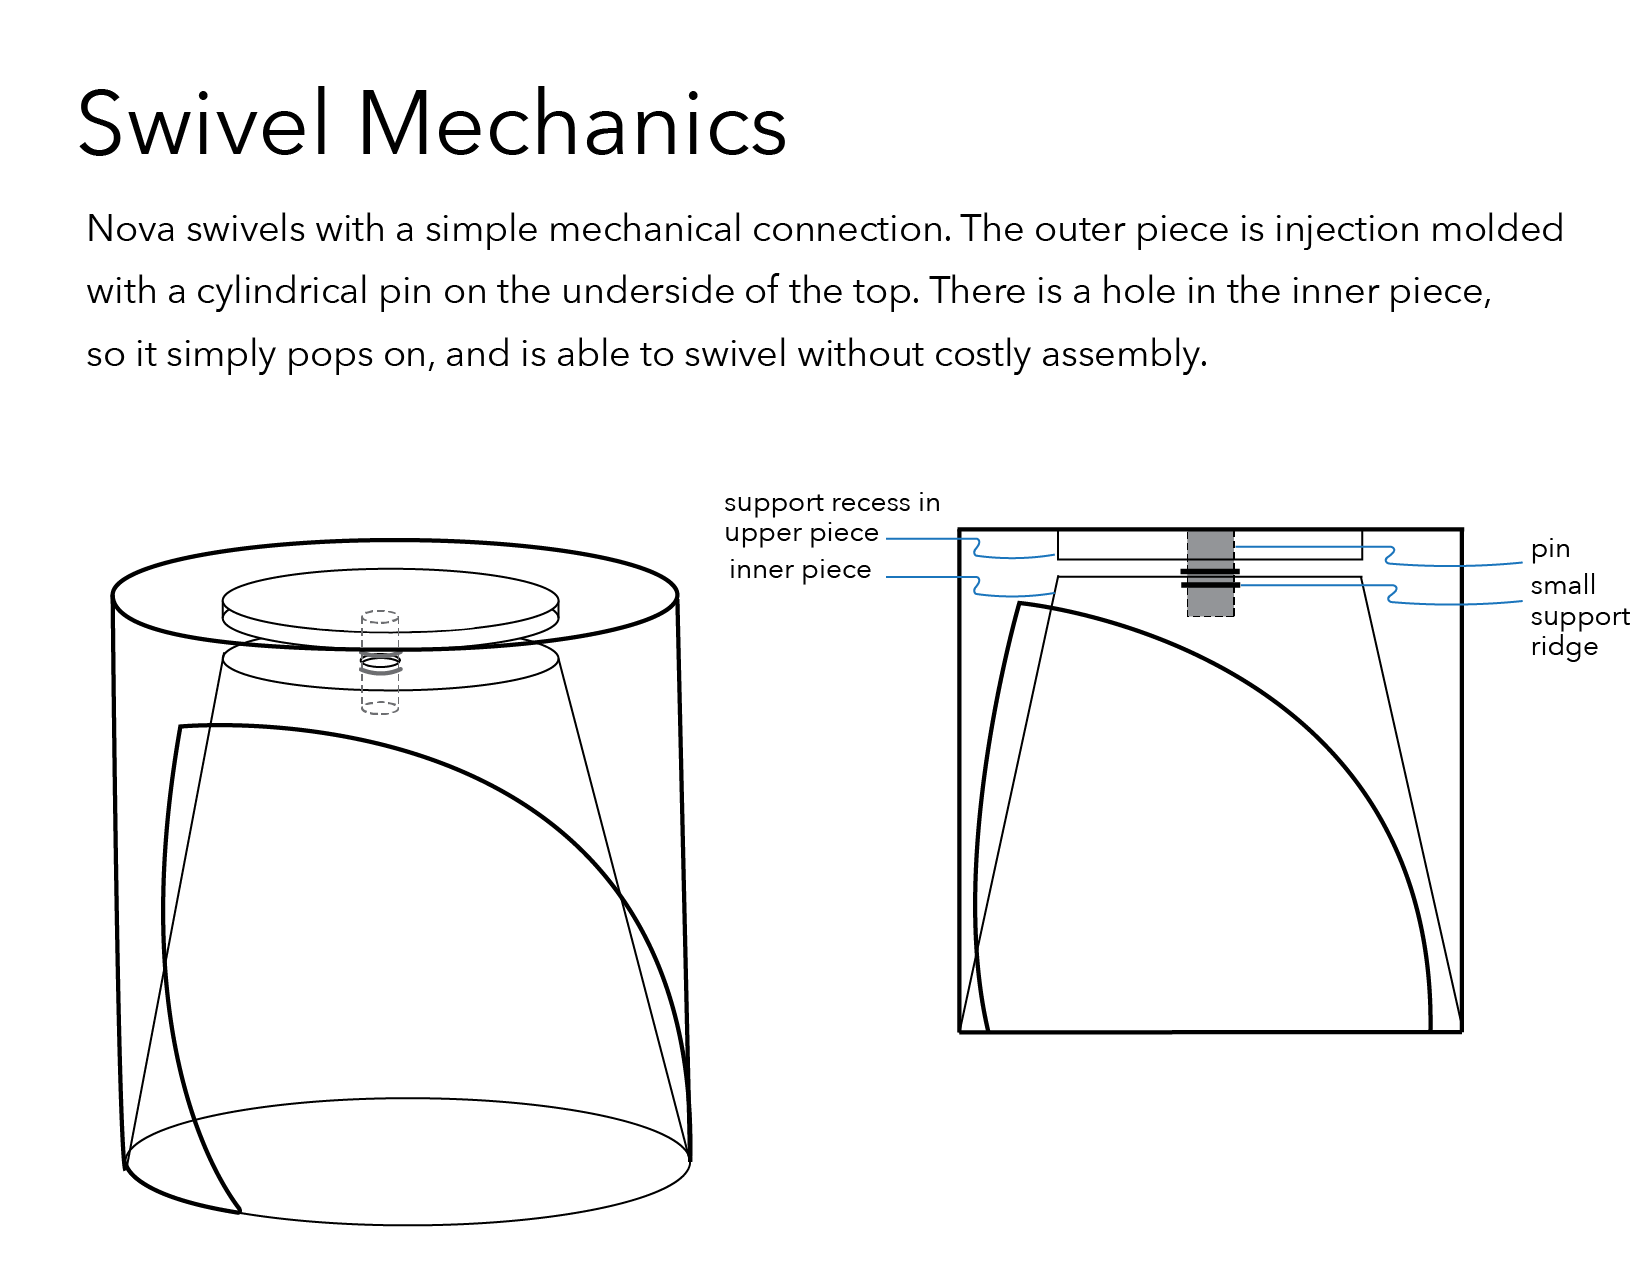 Swivel Mechanics
Nova swivels with a simple mechanical connection. The outer piece is injection molded
with a cylindrical pin on the underside of the top. There is a hole in the inner piece,
so it simply pops on, and is able to swivel without costly assembly.
support recess in
upper piece
inner piece
pin
small
support
ridge